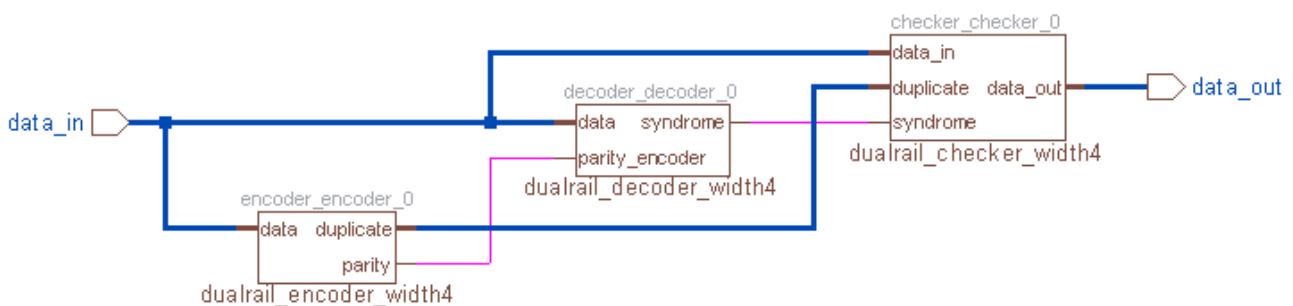 checker_checker_0
data_in
duplicate data_out
syndrome
dualrail_checker_width4
data_out
decoder_decoder_0
data syndrome
parity_encoder
dualrail_decoder_width4
data_in
encoder_encoder_0
data duplicate
parity
dualrail_encoder_width4